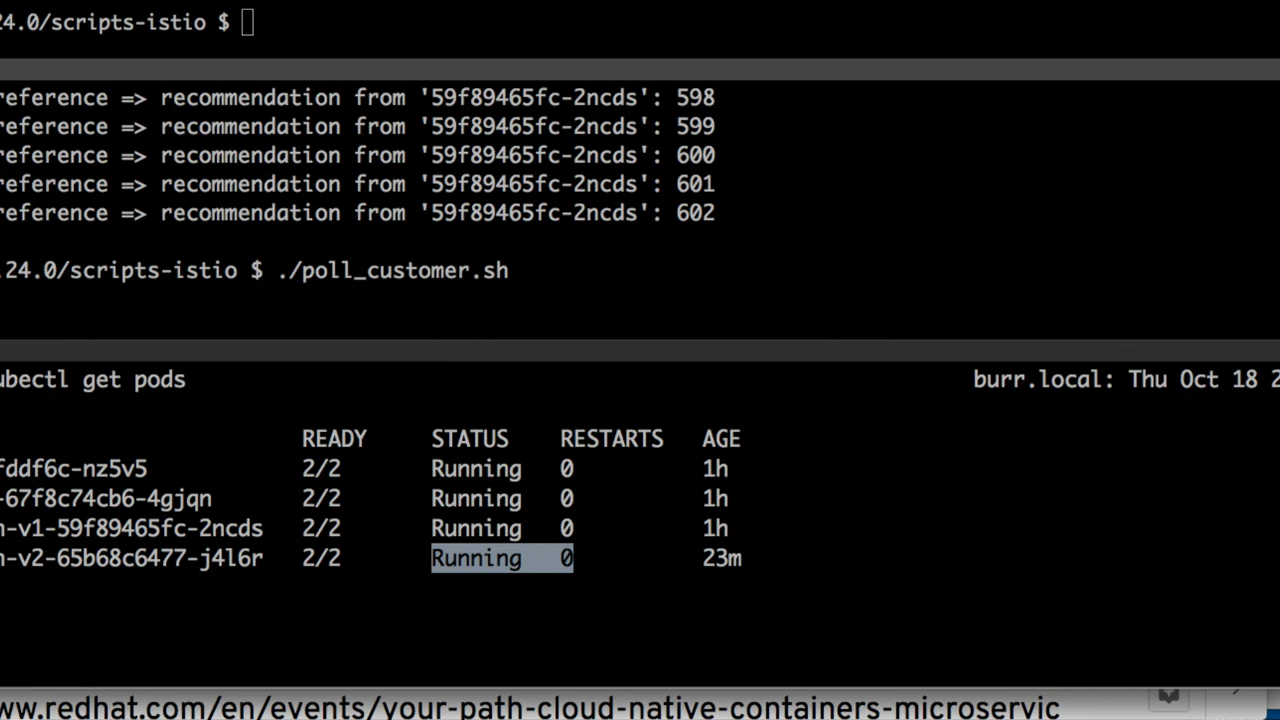 24.0/scripts-istio $
reference => recommendation from '59f89465fc-2ncds': 598
reference => recommendation from '59f89465fc-2ncds': 599
reference => recommendation from '59f89465fc-2ncds': 600
reference => recommendation from '59f89465fc-2ncds': 601
reference => recommendation from '59f89465fc-2ncds': 602
.24.0/scripts-istio $ ./poll_customer.sh
ubectl get pods burr.local: Thu Oct 18 2
READY STATUS RESTARTS AGE
fddf6c-nz5v5 2/2 Running 0 1h
-67f8c74cb6-4gjqn 2/2 Running 0 1h
n-v1-59f89465fc-2ncds 2/2 Running 0 1h
n-v2-65b68c6477-j4l6r 2/2 Running 0 23m
ww.redhat.com/en/events/your-path-cloud-native-containers-microservic